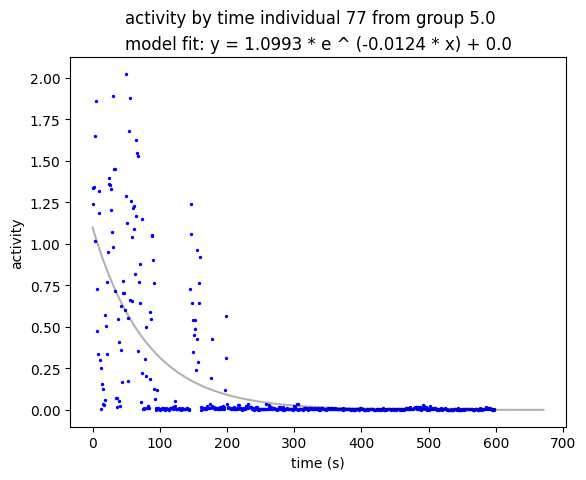 activity by time individual 77 from group 5.0
model fit: y = 1.0993 * e ^ (-0.0124 * x) + 0.0
2.00
1.75
1.50
1.25
1.00
0.75
0.50
0.25
0.00
activity
0 100 200 300 400 500 600 700
time (s)